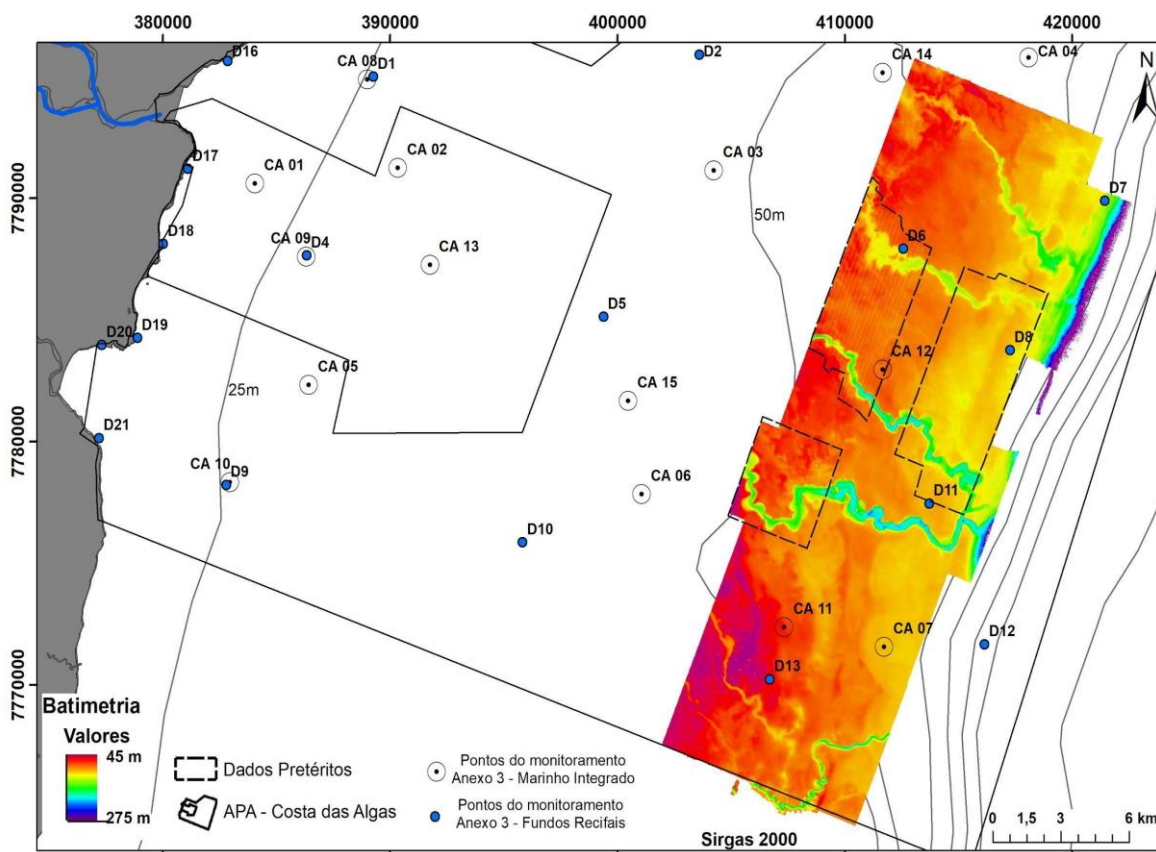 380000
390000
400000
410000
420000
7790000
7780000
7770000
D16
CA 08
D1
D2
CA 14
CA 04
N
D17
CA 01
CA 02
CA 03
50m
D7
D18
CA 09
D4
CA 13
D6
D5
D19
D20
D8
CA 12
CA 05
25m
CA 15
D21
CA 10
D9
CA 06
D11
D10
CA 11
CA 07
D12
D13
Batimetria
Valores
45 m
275 m
Dados Pretéritos
APA - Costa das Algas
Pontos do monitoramento
Anexo 3 - Marinho Integrado
Pontos do monitoramento
Anexo 3 - Fundos Recifais
Sirgas 2000
0 1,5 3 6 km